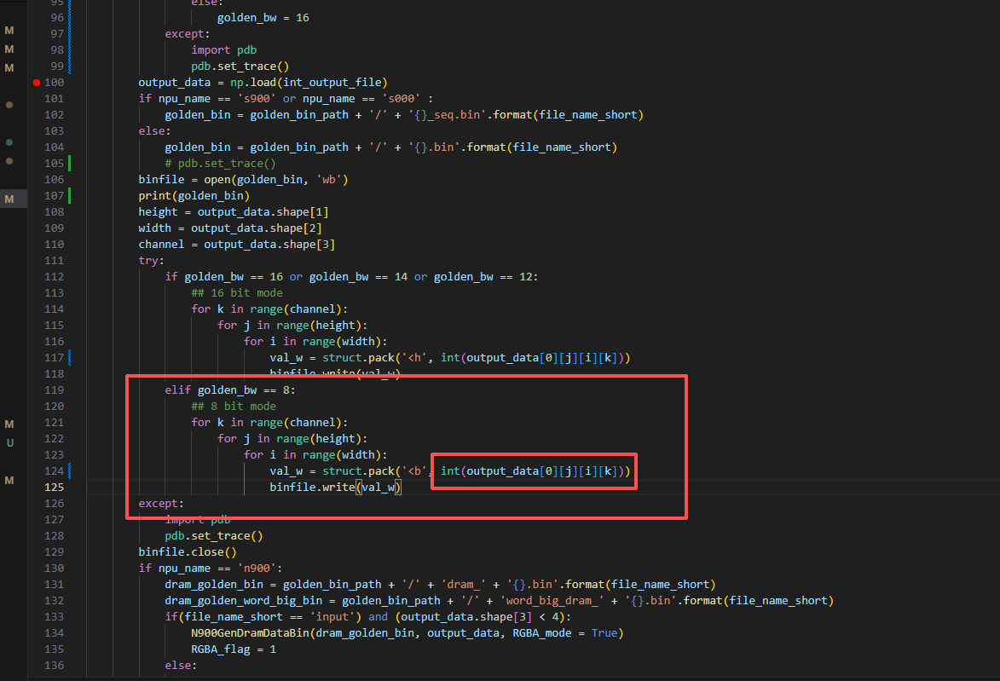 95 else:
M 96 golden_bw = 16
97 except:
M 98 import pdb
M 99 pdb.set_trace()
100 output_data = np.load(int_output_file)
101 if npu_name == 's900' or npu_name == 's000' :
102 golden_bin = golden_bin_path + '/' + '{}_seq.bin'.format(file_name_short)
103 else:
104 golden_bin = golden_bin_path + '/' + '{}.bin'.format(file_name_short)
105 # pdb.set_trace()
106 binfile = open(golden_bin, 'wb')
M 107 print(golden_bin)
108 height = output_data.shape[1]
109 width = output_data.shape[2]
110 channel = output_data.shape[3]
111 try:
112 if golden_bw == 16 or golden_bw == 14 or golden_bw == 12:
113 ## 16 bit mode
114 for k in range(channel):
115 for j in range(height):
116 for i in range(width):
117 val_w = struct.pack('<h', int(output_data[0][j][i][k]))
118 binfile.write(val_w)
119 elif golden_bw == 8:
120 ## 8 bit mode
M 121 for k in range(channel):
U 122 for j in range(height):
123 for i in range(width):
M 124 val_w = struct.pack('<b', int(output_data[0][j][i][k]))
125 binfile.write(val_w)
126 except:
127 import pdb
128 pdb.set_trace()
129 binfile.close()
130 if npu_name == 'n900':
131 dram_golden_bin = golden_bin_path + '/' + 'dram_' + '{}.bin'.format(file_name_short)
132 dram_golden_word_big_bin = golden_bin_path + '/' + 'word_big_dram_' + '{}.bin'.format(file_name_short)
133 if(file_name_short == 'input') and (output_data.shape[3] < 4):
134 N900GenDramDataBin(dram_golden_bin, output_data, RGBA_mode = True)
135 RGBA_flag = 1
136 else: